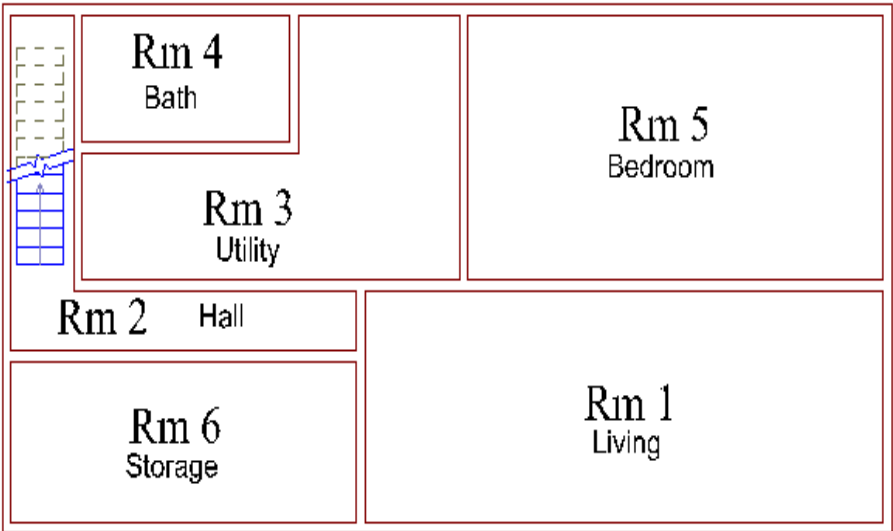 Rm 4
Bath
Rm 5
Bedroom
Rm 3
Utility
Rm 2 Hall
Rm 1
Living
Rm 6
Storage